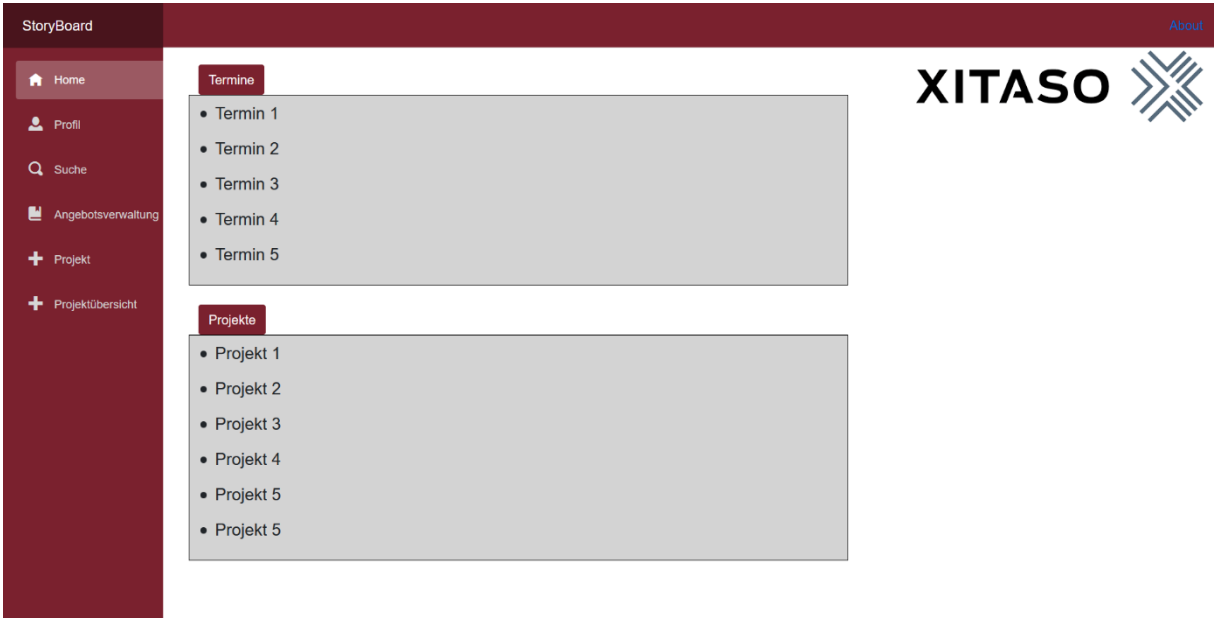 StoryBoard
About
Home
Profil
Suche
Angebotsverwaltung
Projekt
Projektübersicht
XITASO
Termine
Termin 1
Termin 2
Termin 3
Termin 4
Termin 5
Projekte
Projekt 1
Projekt 2
Projekt 3
Projekt 4
Projekt 5
Projekt 5